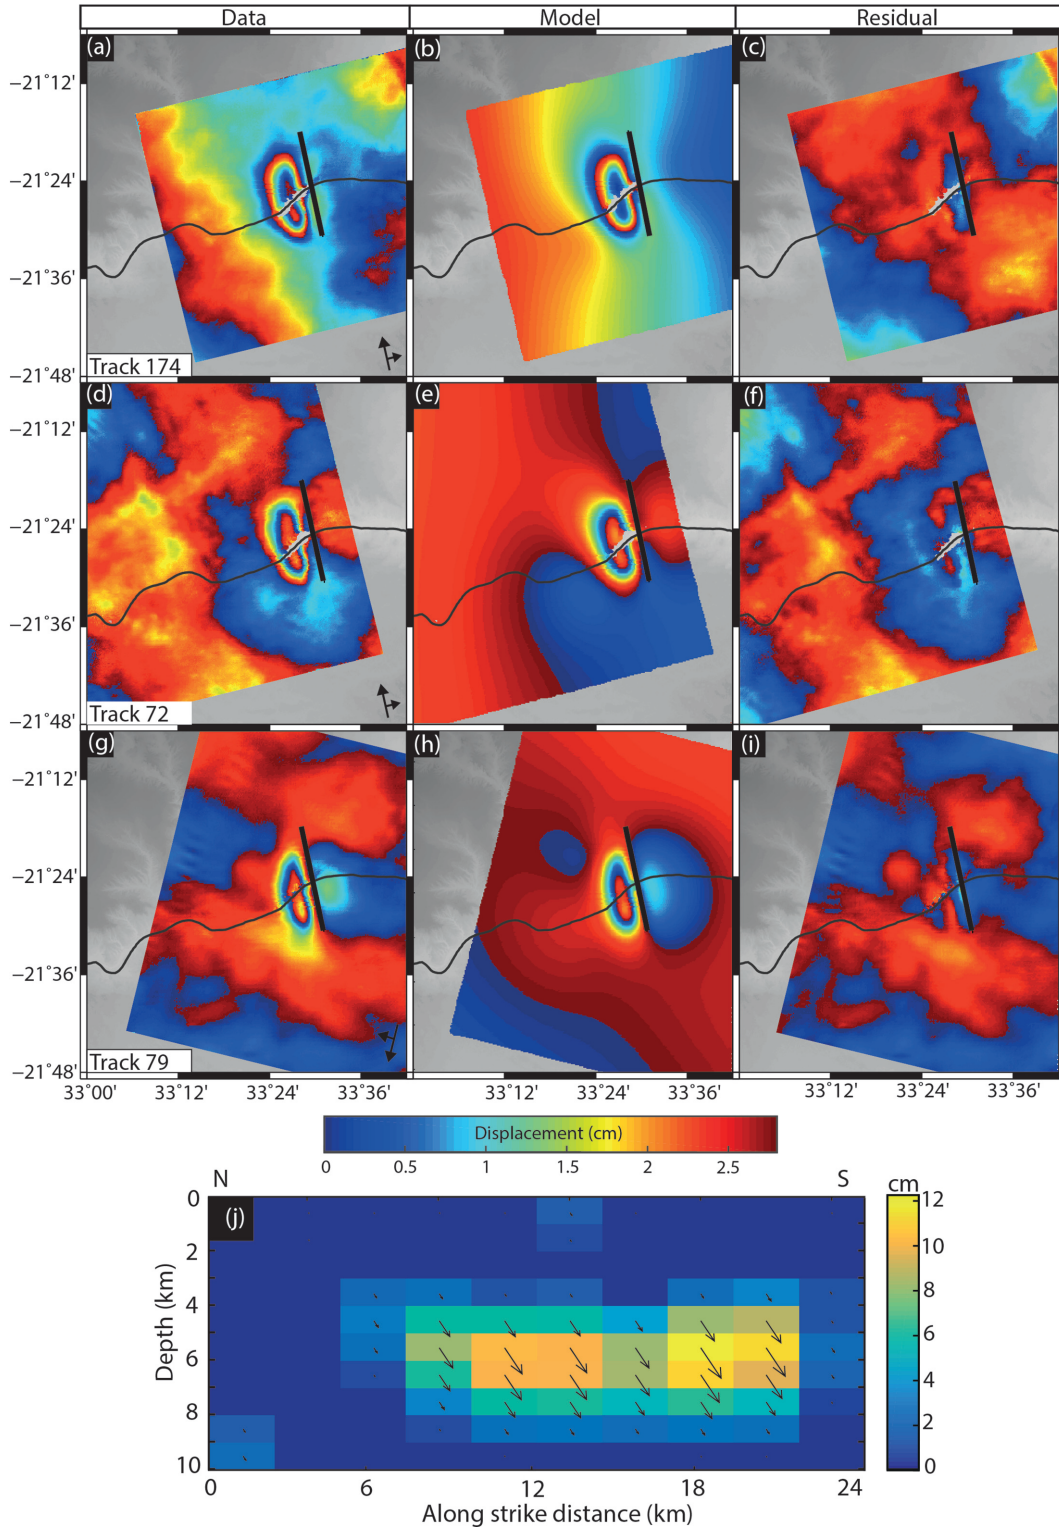 Data Model Residual
(a) (b) (c)
−21°12'
−21°24'
−21°36'
Track 174
−21°48'
(d) (e) (f)
−21°12'
−21°24'
−21°36'
Track 72
−21°48'
(g) (h) (i)
−21°12'
−21°24'
−21°36'
Track 79
−21°48'
33°00' 33°12' 33°24' 33°36' 33°12' 33°24' 33°36' 33°12' 33°24' 33°36'
Displacement (cm)
0 0.5 1 1.5 2 2.5
N S cm
(j)
0 2 4 6 8 10
Depth (km)
12 10 8 6 4 2 0
0 6 12 18 24
Along strike distance (km)